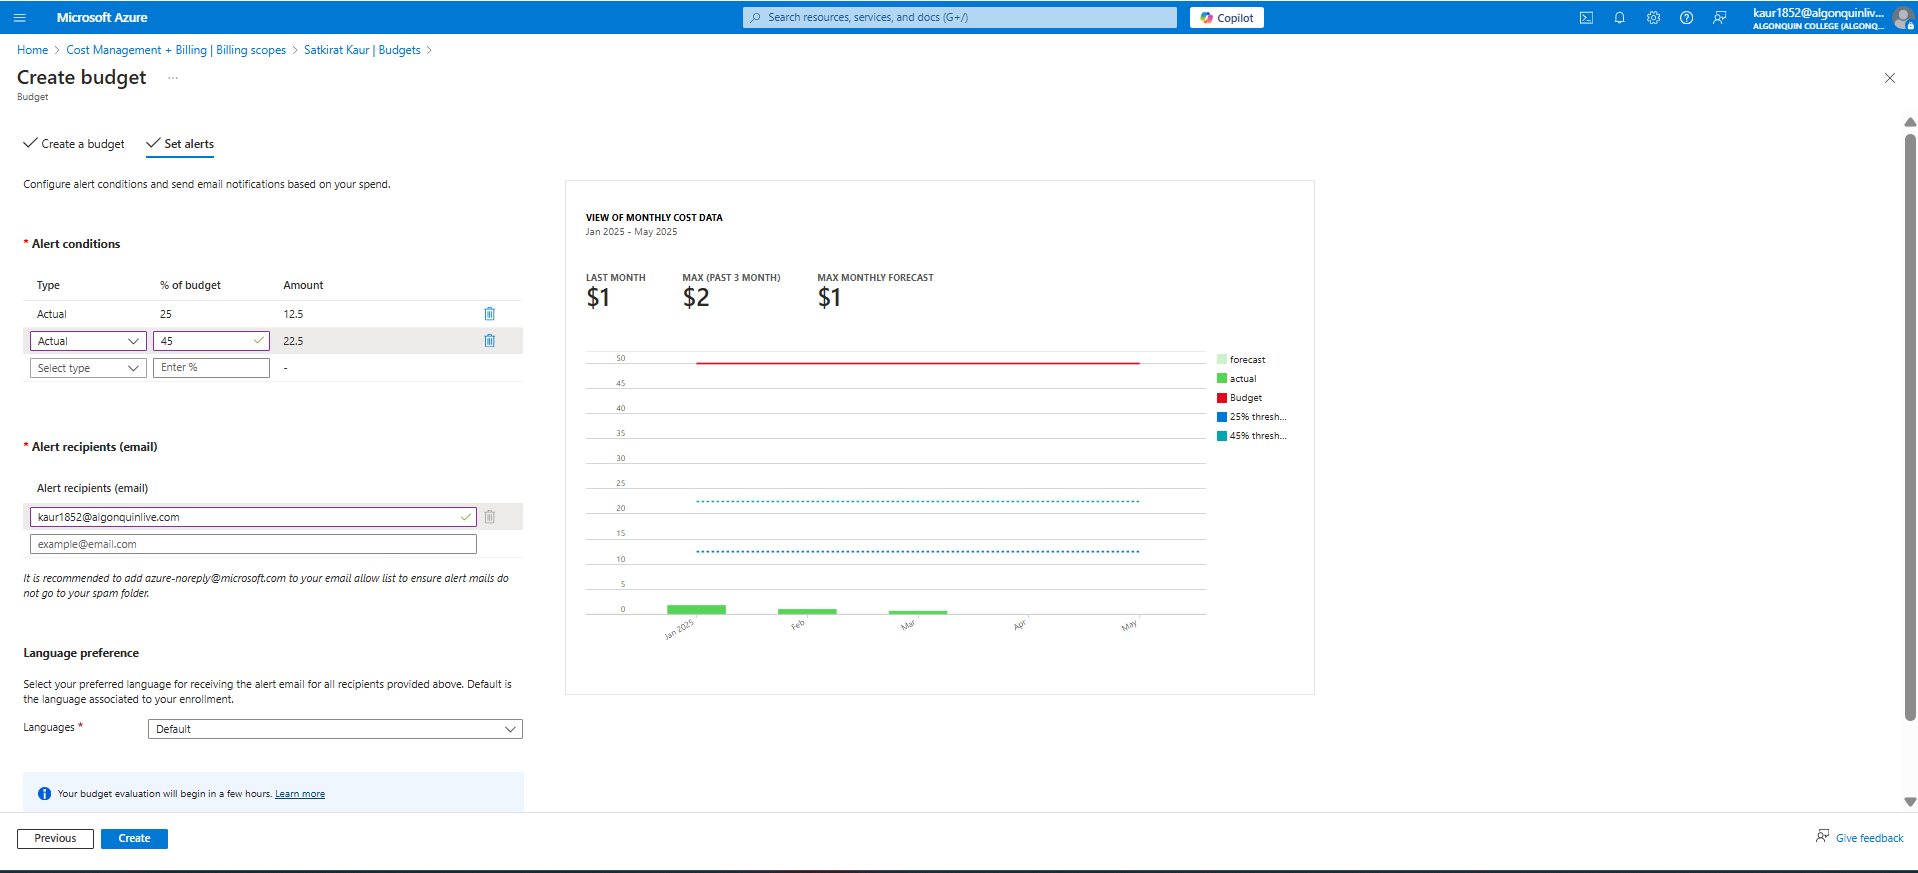 Microsoft Azure
Search resources, services, and docs (G+/)
Copilot
kaur1852@algonquinliv...
ALGONQUIN COLLEGE (ALGONQ...
Home > Cost Management + Billing | Billing scopes > Satkirat Kaur | Budgets >
Create budget ...
Budget
Create a budget
Set alerts
Configure alert conditions and send email notifications based on your spend.
* Alert conditions
Type % of budget Amount
Actual 25 12.5
Actual 45 22.5
Select type Enter % -
* Alert recipients (email)
Alert recipients (email)
kaur1852@algonquinlive.com
example@email.com
It is recommended to add azure-noreply@microsoft.com to your email allow list to ensure alert mails do
not go to your spam folder.
Language preference
Select your preferred language for receiving the alert email for all recipients provided above. Default is
the language associated to your enrollment.
Languages * Default
Your budget evaluation will begin in a few hours. Learn more
Previous
Create
VIEW OF MONTHLY COST DATA
Jan 2025 - May 2025
LAST MONTH
$1
MAX (PAST 3 MONTH)
$2
MAX MONTHLY FORECAST
$1
50
45
40
35
30
25
20
15
10
5
0
Jan 2025
Feb
Mar
Apr
May
forecast
actual
Budget
25% thresh...
45% thresh...
Give feedback